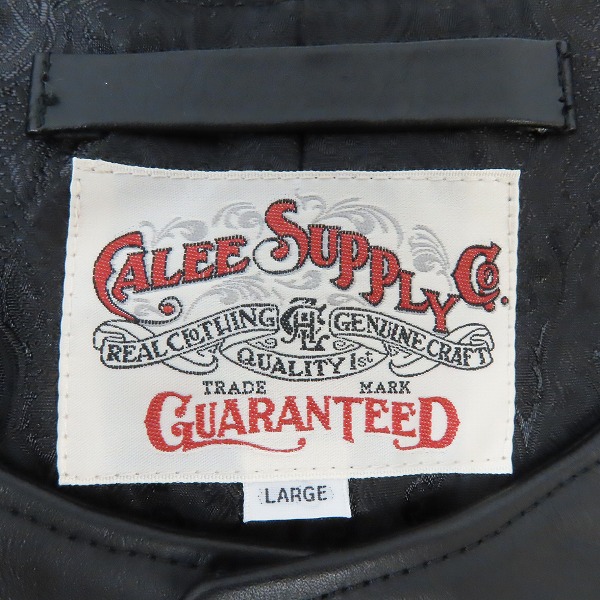 CALEE SUPPLY Co.
REAL CLOTHING GENUINE CRAFT
QUALITY 1st
TRADE MARK
GUARANTEED
LARGE